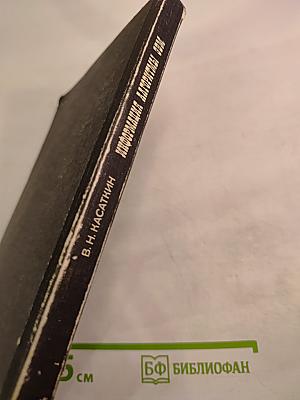 В. Н. КАСАТКИН
ИНФОРМАЦИЯ АЛГОРИТМЫ ЭВМ
5 см
БФ БИБЛИОФАН